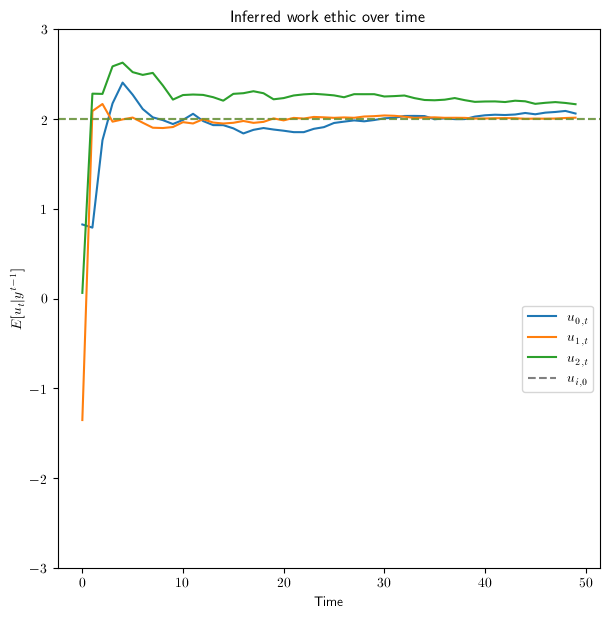 Inferred work ethic over time
E[u_t|y^{t-1}]
3
2
1
0
−1
−2
−3
u_{0,t}
u_{1,t}
u_{2,t}
u_{i,0}
0
10
20
30
40
50
Time